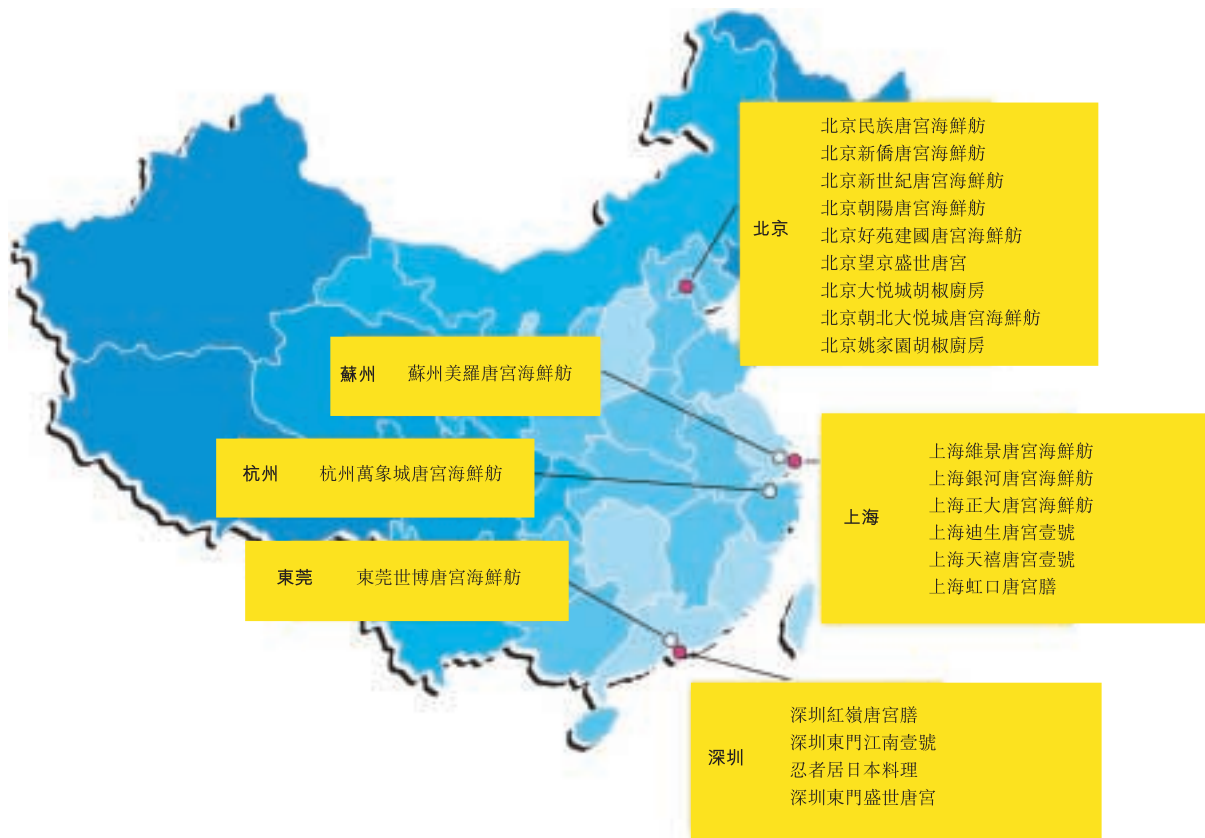 北京
北京民族唐宮海鮮舫
北京新僑唐宮海鮮舫
北京新世紀唐宮海鮮舫
北京朝陽唐宮海鮮舫
北京好苑建國唐宮海鮮舫
北京望京盛世唐宮
北京大悅城胡椒廚房
北京朝北大悅城唐宮海鮮舫
北京姚家園胡椒廚房
蘇州 蘇州美羅唐宮海鮮舫
杭州 杭州萬象城唐宮海鮮舫
上海
上海維景唐宮海鮮舫
上海銀河唐宮海鮮舫
上海正大唐宮海鮮舫
上海迪生唐宮壹號
上海天禧唐宮壹號
上海虹口唐宮膳
東莞 東莞世博唐宮海鮮舫
深圳
深圳紅嶺唐宮膳
深圳東門江南壹號
忍者居日本料理
深圳東門盛世唐宮